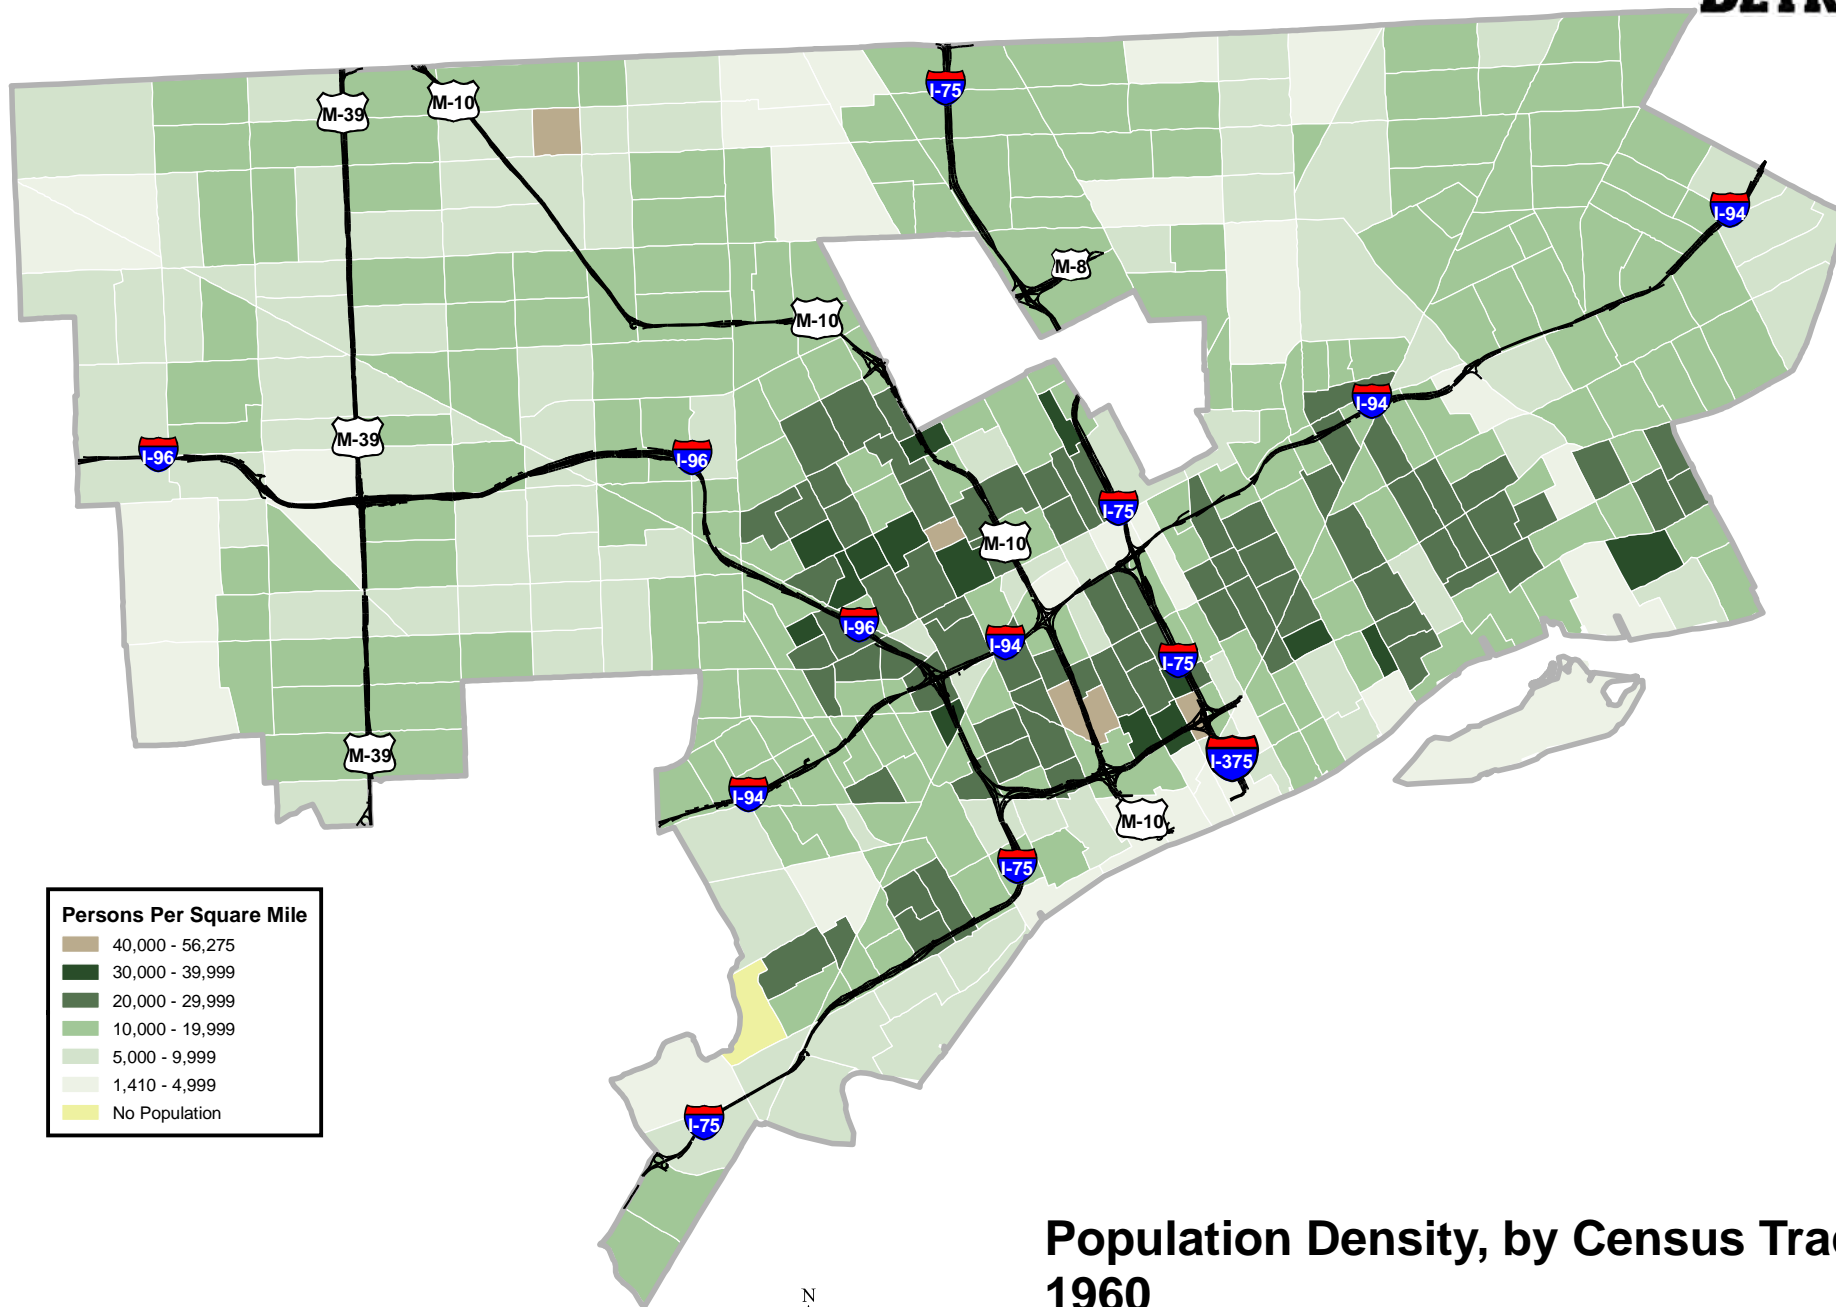 M-39
M-10
I-75
I-94
M-8
M-10
I-94
M-39
I-96
I-96
I-75
M-10
I-96
I-94
I-75
M-39
I-375
I-94
M-10
I-75
Persons Per Square Mile
40,000 - 56,275
30,000 - 39,999
20,000 - 29,999
10,000 - 19,999
5,000 - 9,999
1,410 - 4,999
No Population
I-75
Population Density, by Census Tra
1960
N